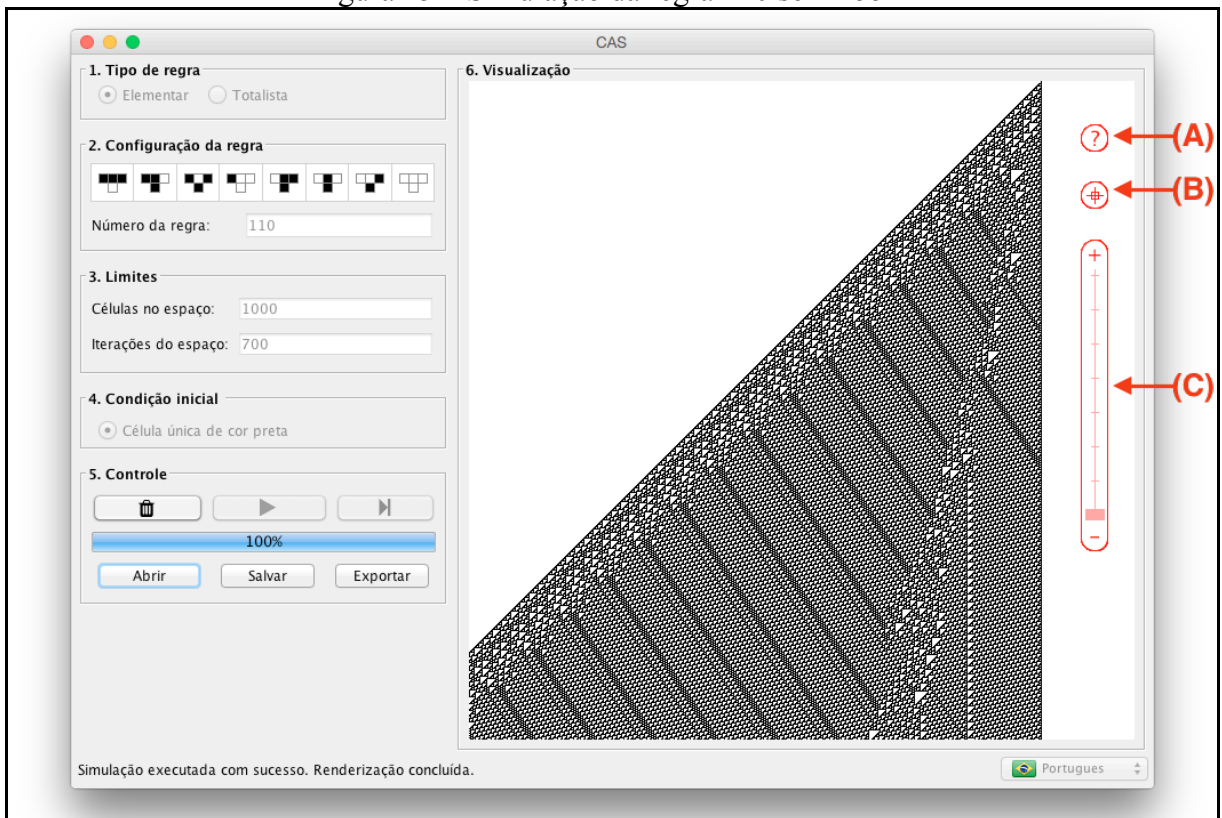 CAS
1. Tipo de regra
Elementar
Totalista
2. Configuração da regra
Número da regra: 110
3. Limites
Células no espaço: 1000
Iterações do espaço: 700
4. Condição inicial
Célula única de cor preta
5. Controle
100%
Abrir
Salvar
Exportar
6. Visualização
?
(A)
(B)
+
(C)
-
Simulação executada com sucesso. Renderização concluída.
Portugues